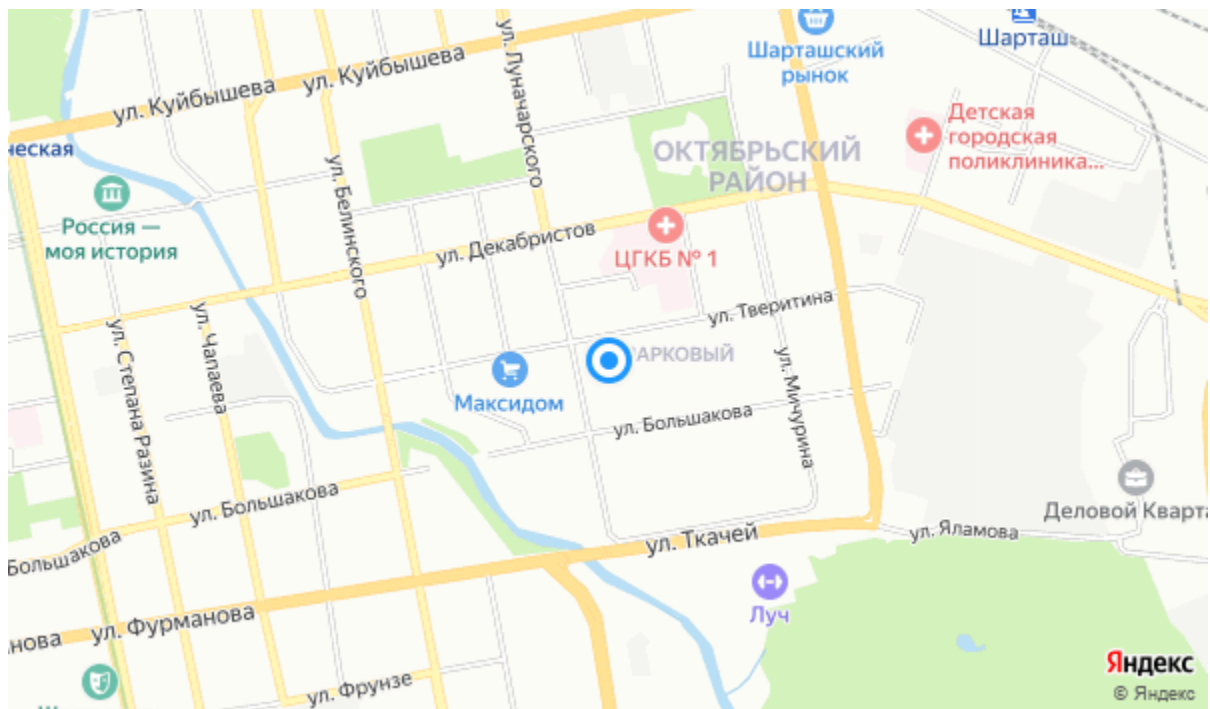 Шарташ
Шарташский
рынок
ул. Куйбышева
ул. Куйбышева
ул. Луначарского
Детская
городская
поликлиника...
ческая
ОКТЯБРЬСКИЙ
РАЙОН
ул. Белинского
Россия —
моя история
ул. Декабристов
ЦГКБ № 1
ул. Тверитина
ул. Степана Разина
ул. Чапаева
АРКОВЫЙ
ул. Мичурина
Максидом
ул. Большакова
ул. Большакова
Большакова
Деловой Кварта
ул. Ткачей
ул. Яламова
Луч
нова
ул. Фурманова
ул. Фрунзе
Яндекс
© Яндекс